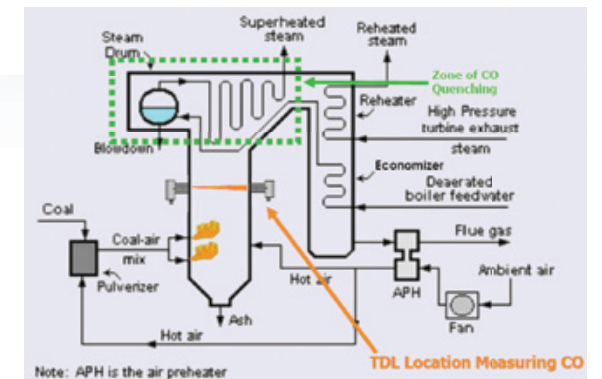 Superheated
steam
Reheated
steam
Steam
Drum
Zone of CO
Quenching
Reheater
High Pressure
turbine exhaust
steam
Blowdown
Economizer
Deaerated
boiler feedwater
Coal
Coal-air
mix
Flue gas
Hot air
Ambient air
Pulverizer
APH
Ash
Fan
Hot air
TDL Location Measuring CO
Note: APH is the air preheater